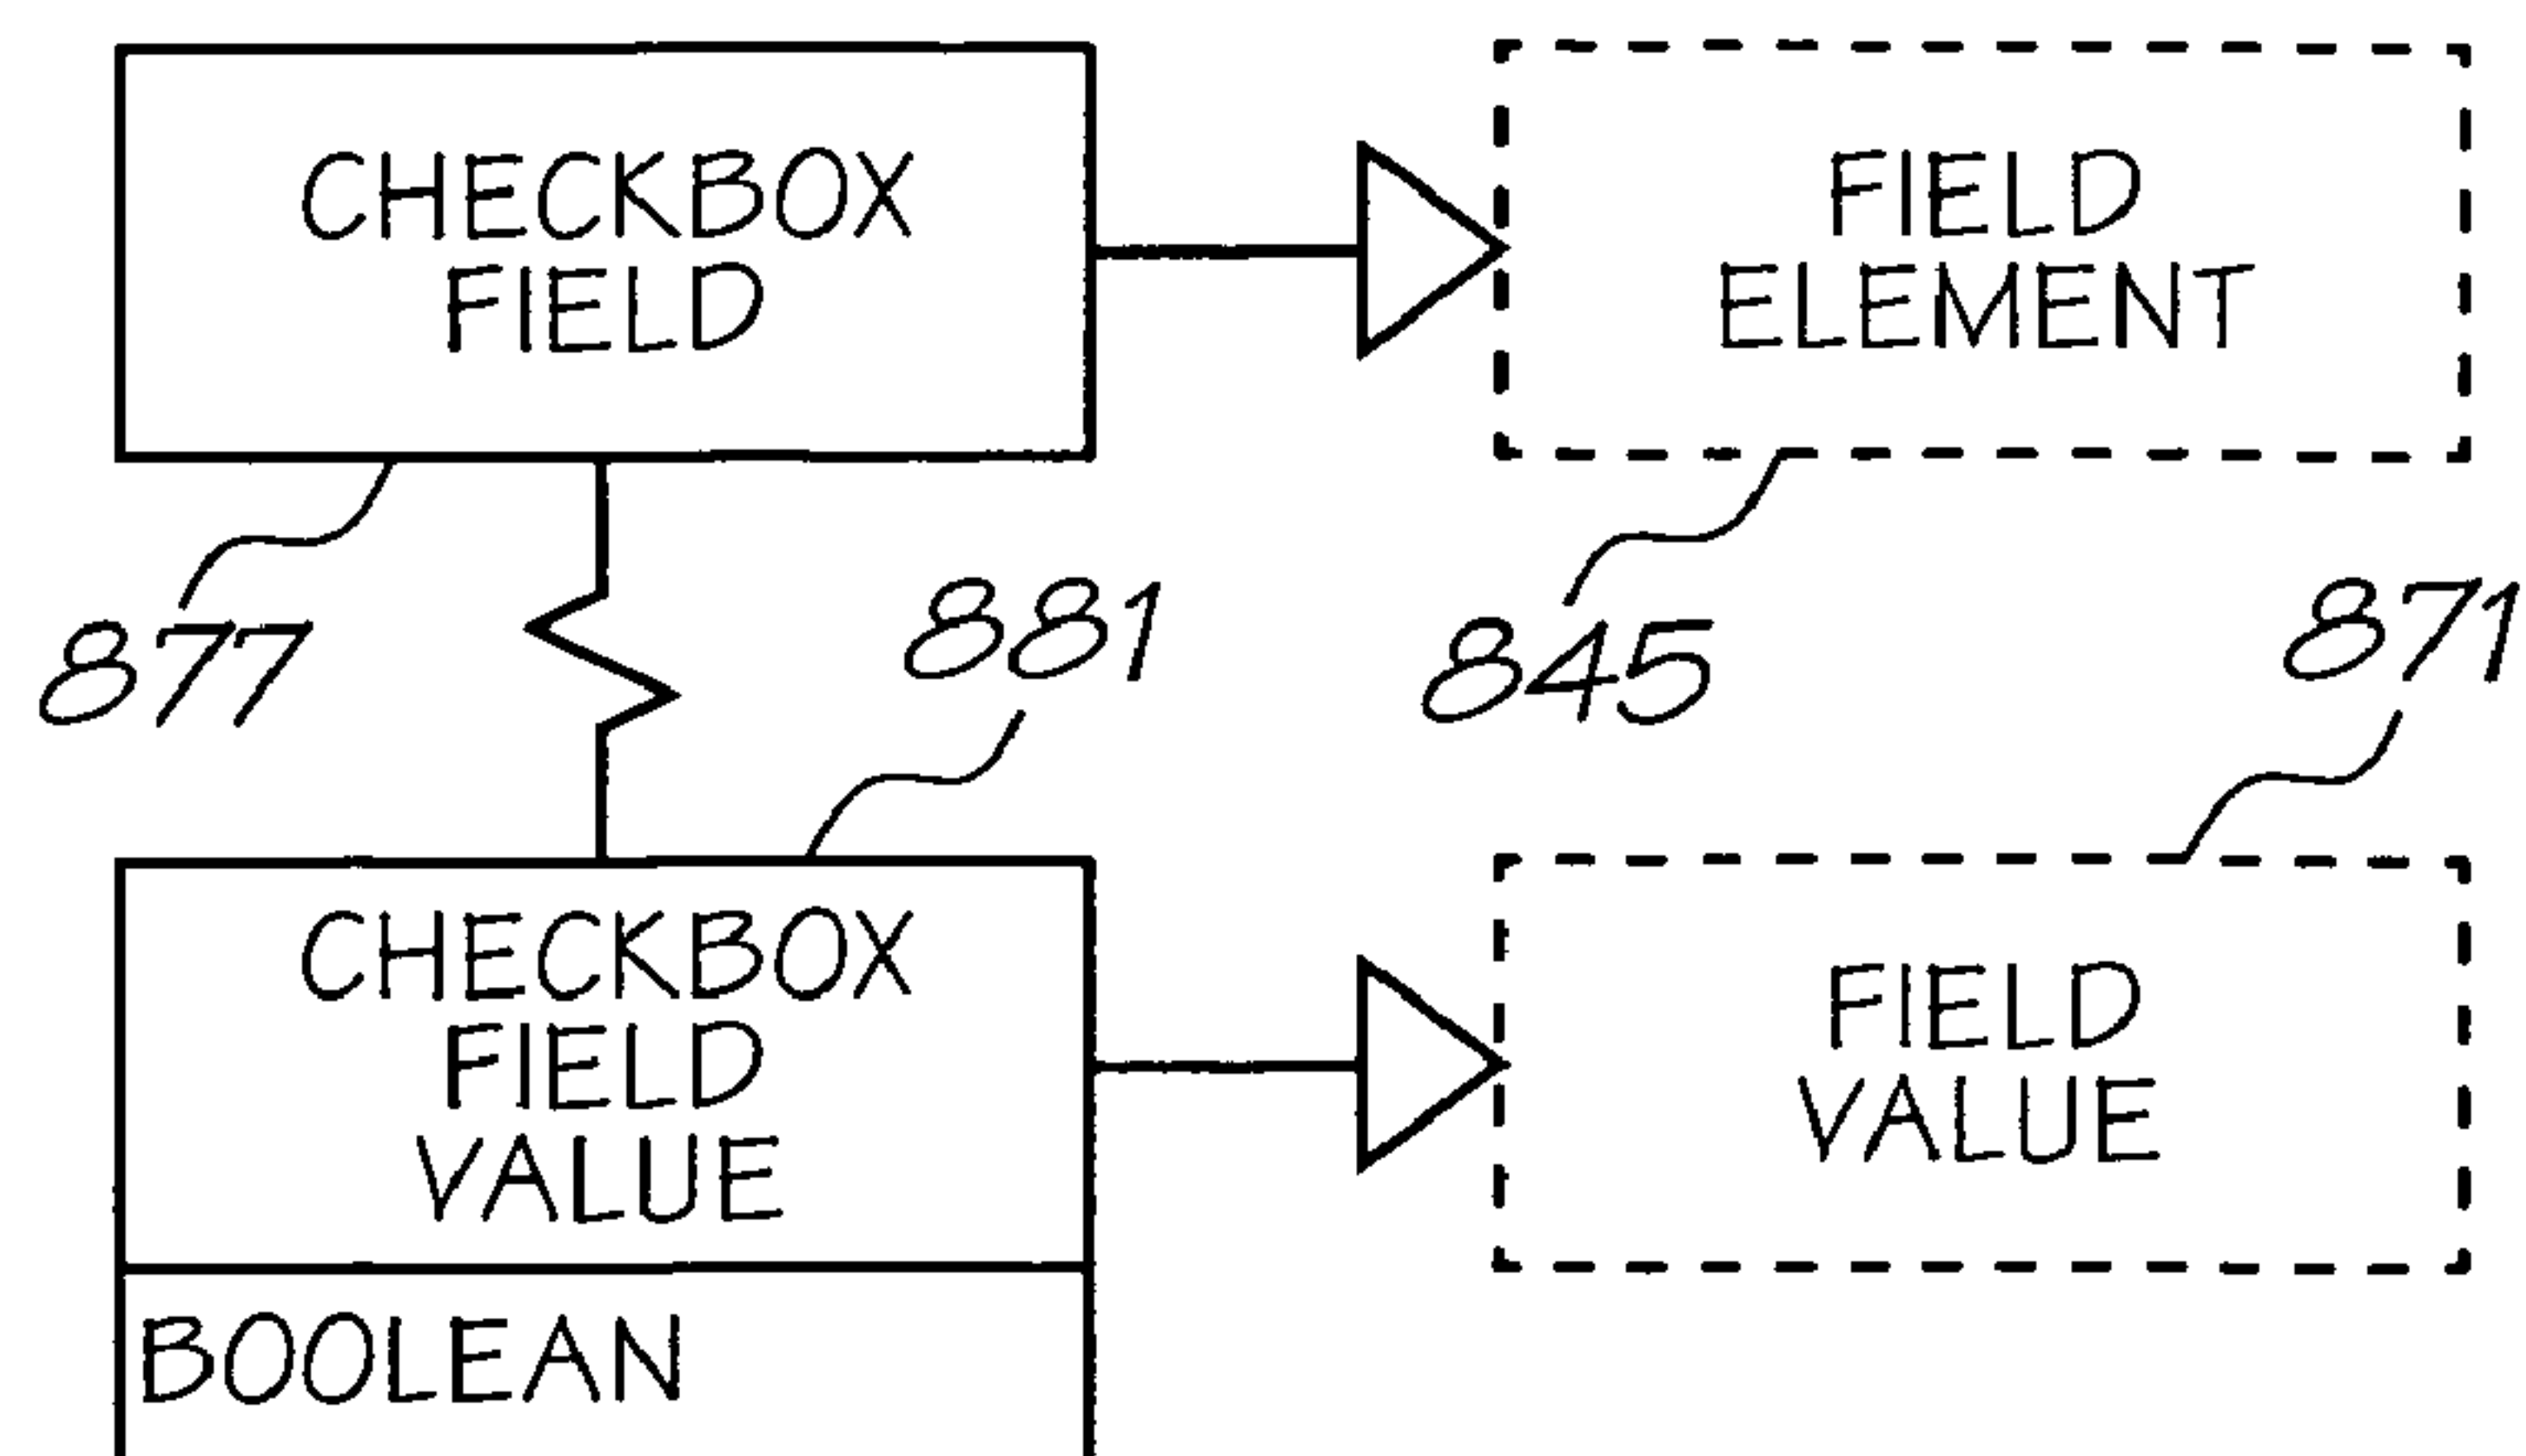 CHECKBOX
FIELD
FIELD
ELEMENT
877
881
845
871
CHECKBOX
FIELD
VALUE
FIELD
VALUE
BOOLEAN